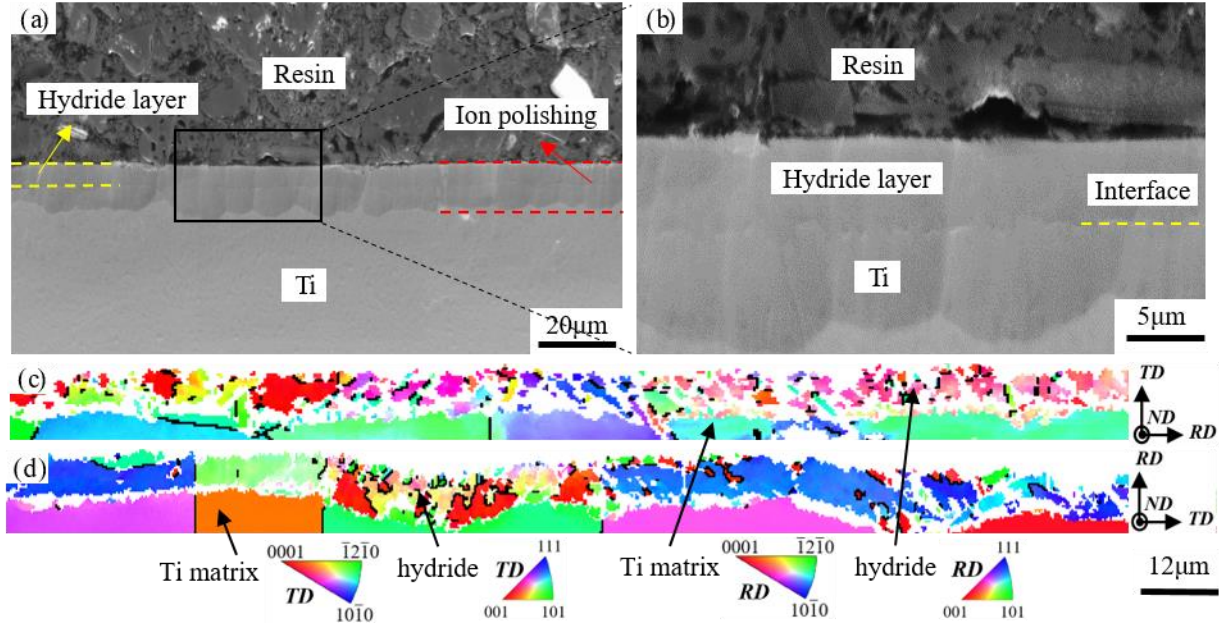 (a)
(b)
Resin
Hydride layer
Ion polishing
Ti
20μm
Resin
Hydride layer
Interface
Ti
5μm
(c)
TD
ND
RD
(d)
RD
ND
TD
Ti matrix
hydride
Ti matrix
hydride
0001
1̅21̅0
TD
101̅0
TD
111
001
101
0001
1̅21̅0
RD
101̅0
RD
111
001
101
12μm